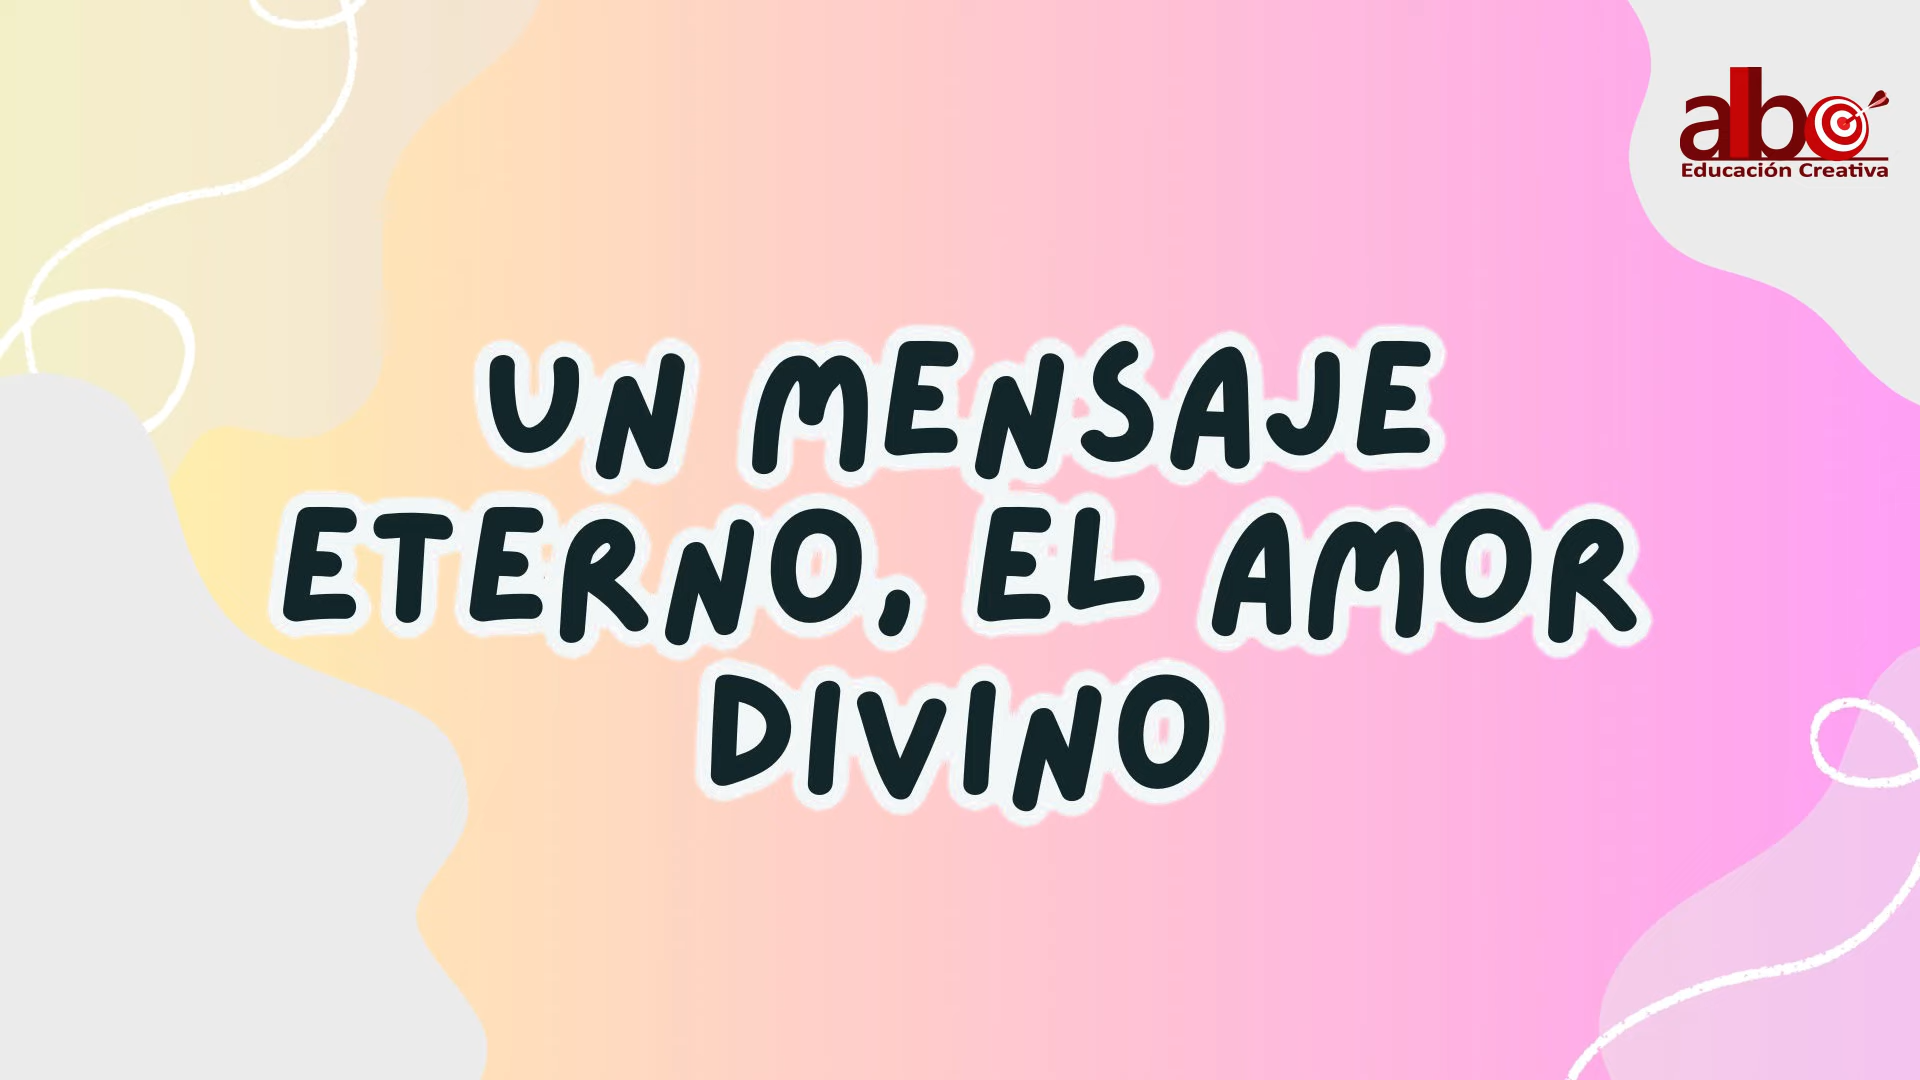 abc
Educación Creativa
UN MENSAJE
ETERNO, EL AMOR
DIVINO